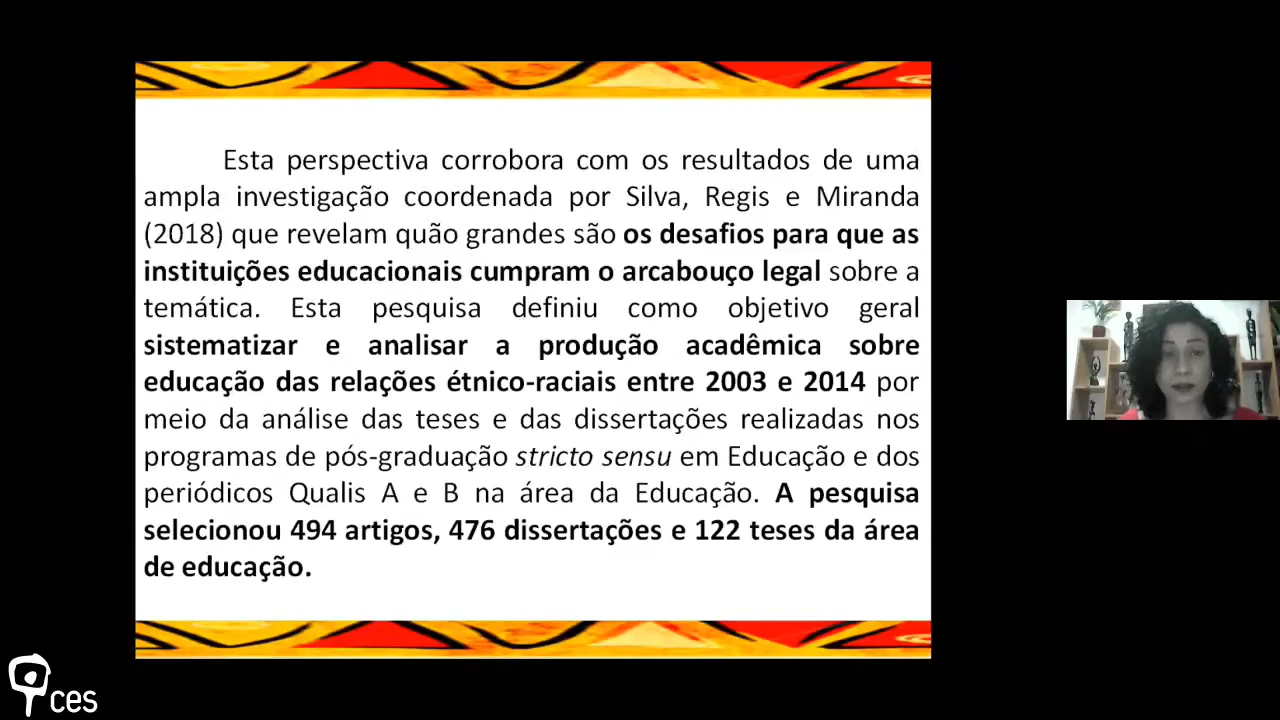 Esta perspectiva corrobora com os resultados de uma
ampla investigação coordenada por Silva, Regis e Miranda
(2018) que revelam quão grandes são os desafios para que as
instituições educacionais cumpram o arcabouço legal sobre a
temática. Esta pesquisa definiu como objetivo geral
sistematizar e analisar a produção acadêmica sobre
educação das relações étnico-raciais entre 2003 e 2014 por
meio da análise das teses e das dissertações realizadas nos
programas de pós-graduação stricto sensu em Educação e dos
periódicos Qualis A e B na área da Educação. A pesquisa
selecionou 494 artigos, 476 dissertações e 122 teses da área
de educação.
ces